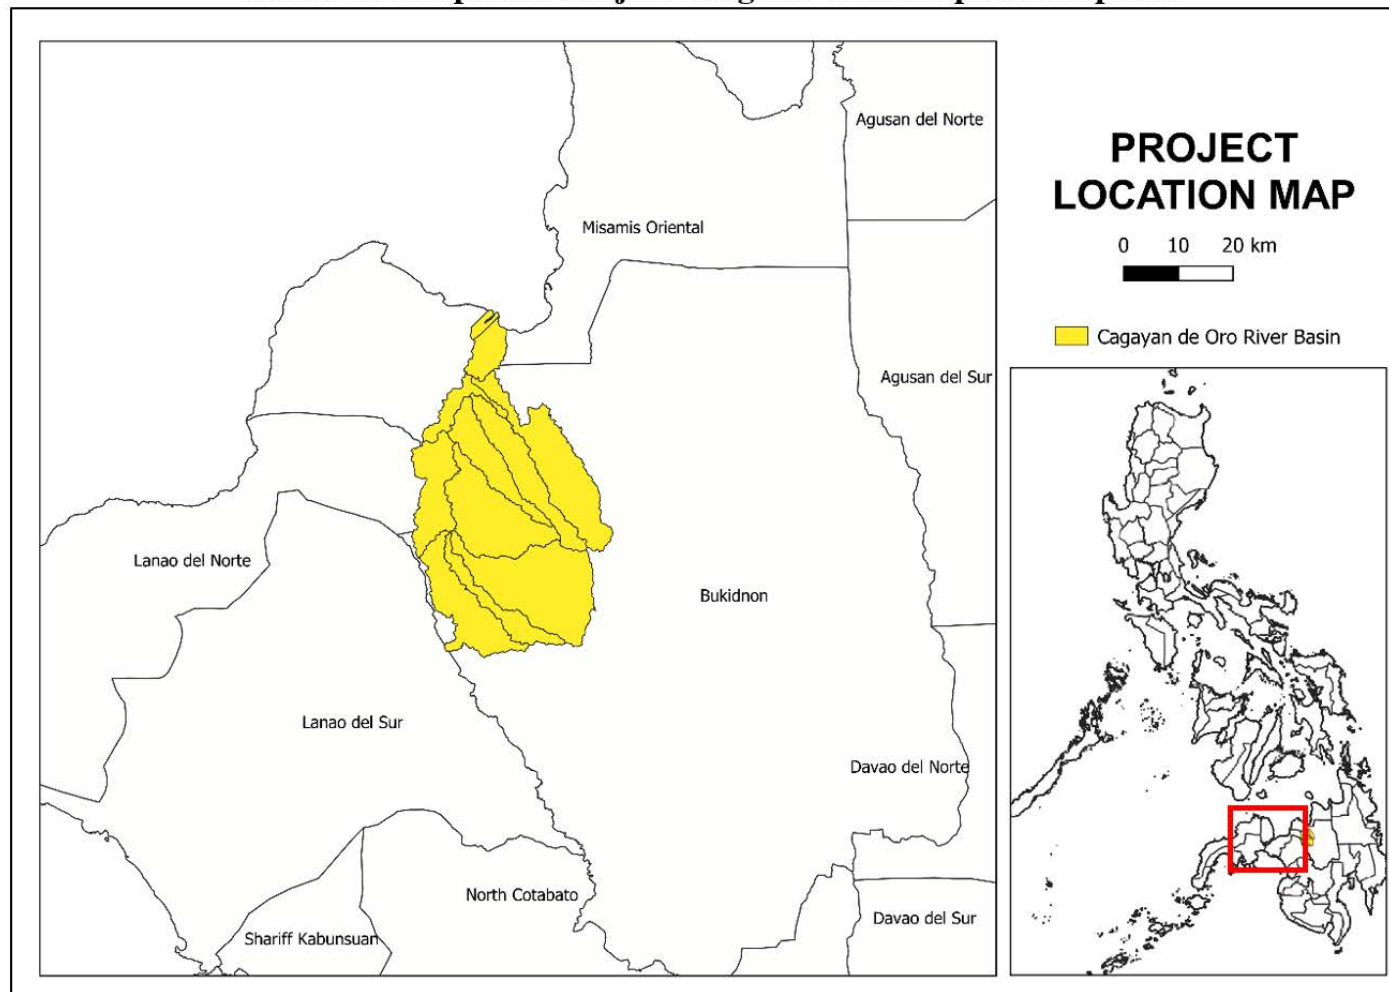 Agusan del Norte
Misamis Oriental
Agusan del Sur
Lanao del Norte
Bukidnon
Lanao del Sur
Davao del Norte
North Cotabato
Davao del Sur
Shariff Kabunsuan
PROJECT
LOCATION MAP
0 10 20 km
Cagayan de Oro River Basin